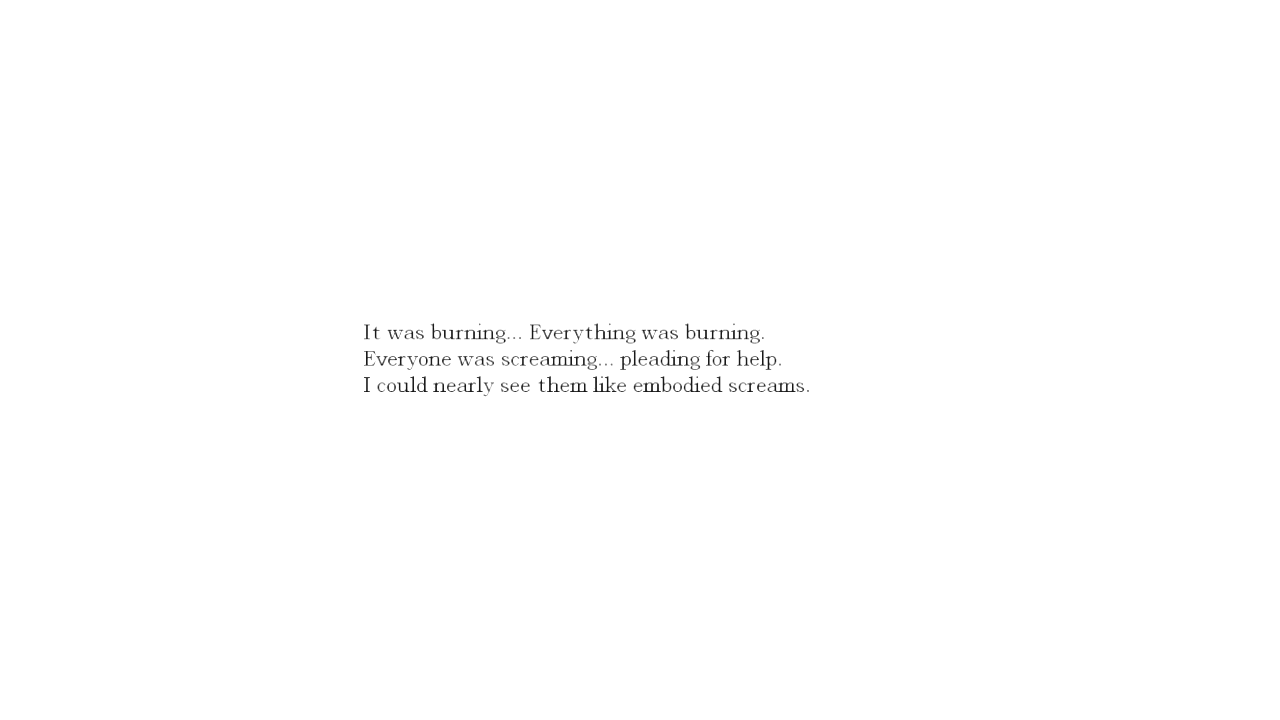 It was burning... Everything was burning.
Everyone was screaming... pleading for help.
I could nearly see them like embodied screams.